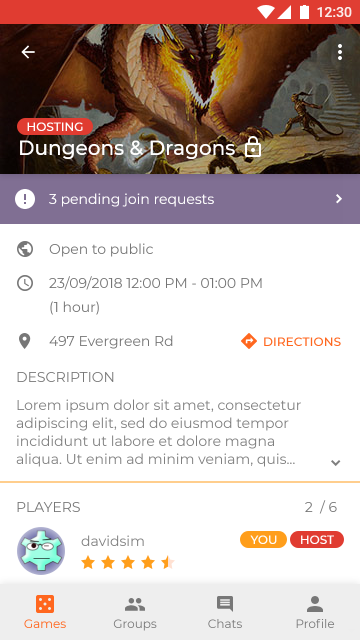 12:30
HOSTING
Dungeons & Dragons
3 pending join requests
Open to public
23/09/2018 12:00 PM - 01:00 PM
(1 hour)
497 Evergreen Rd
DIRECTIONS
DESCRIPTION
Lorem ipsum dolor sit amet, consectetur
adipiscing elit, sed do eiusmod tempor
incididunt ut labore et dolore magna
aliqua. Ut enim ad minim veniam, quis...
PLAYERS
2 / 6
davidsim
YOU
HOST
Games
Groups
Chats
Profile